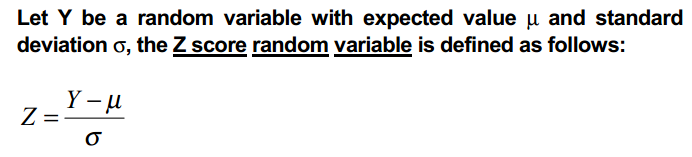 Let Y be a random variable with expected value μ and standard
deviation σ, the Z score random variable is defined as follows:
Z = (Y − μ) / σ